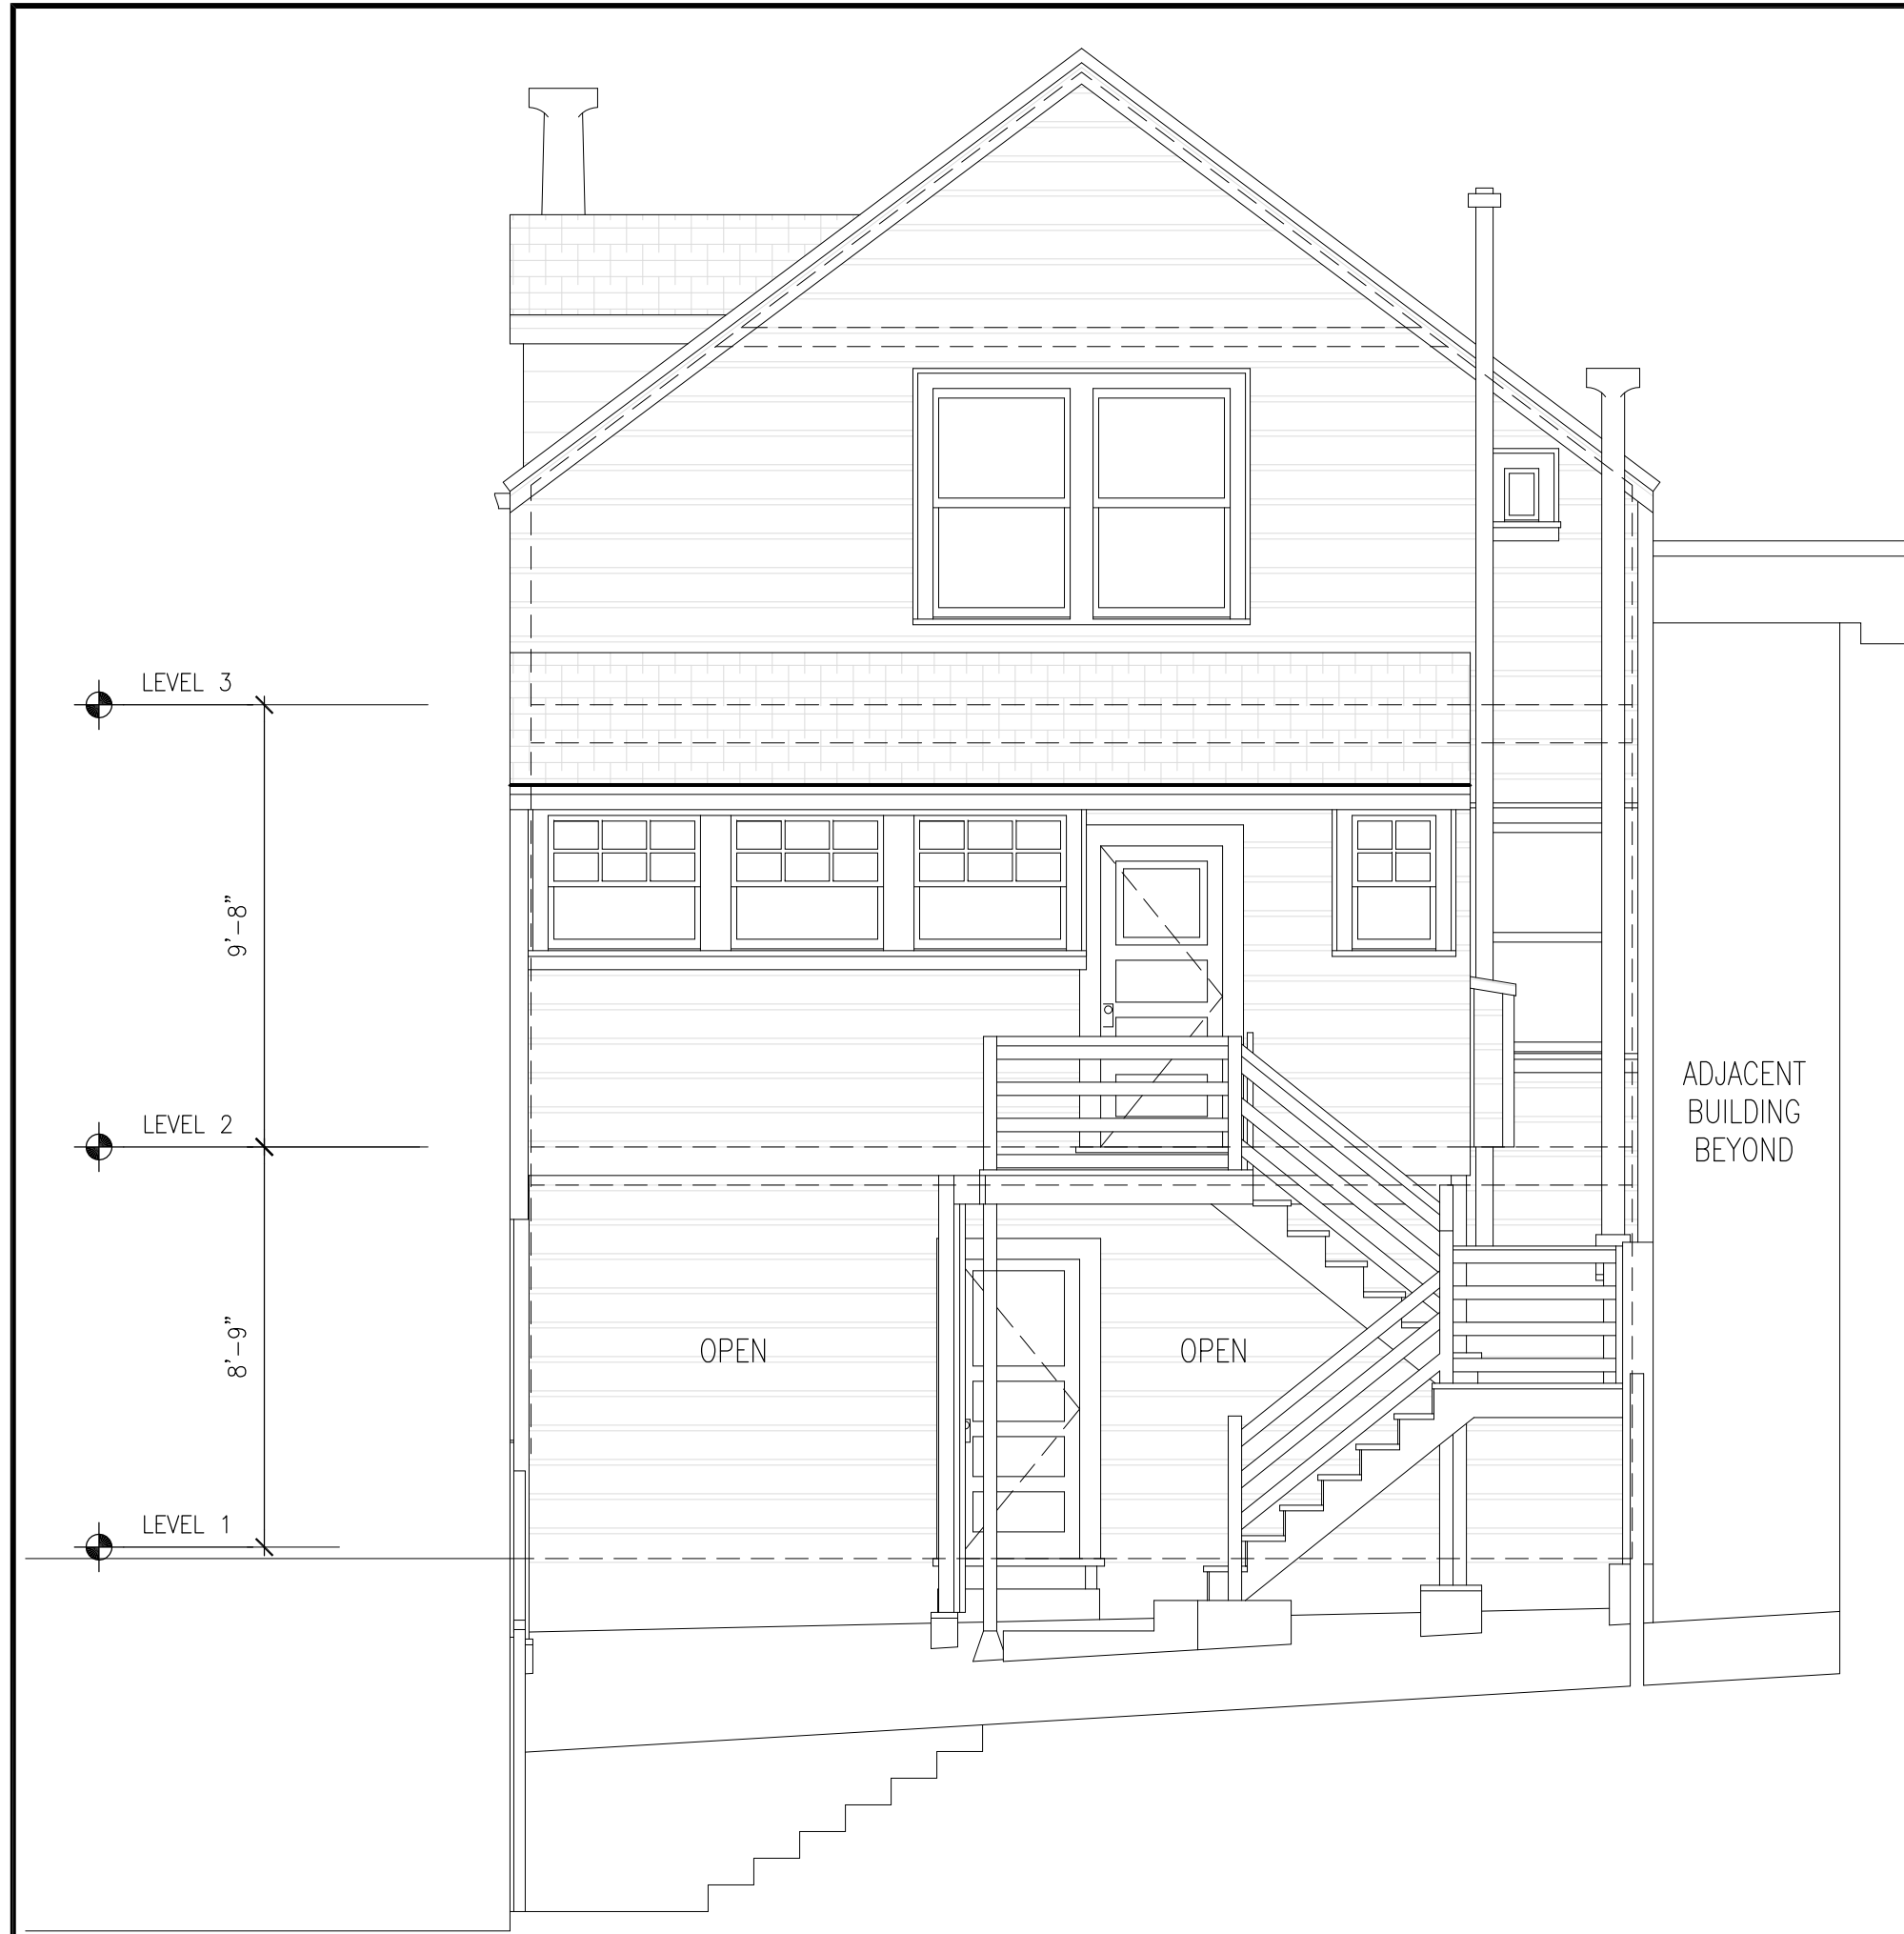 LEVEL 3
9'-8"
LEVEL 2
ADJACENT
BUILDING
BEYOND
8'-9"
OPEN
OPEN
LEVEL 1